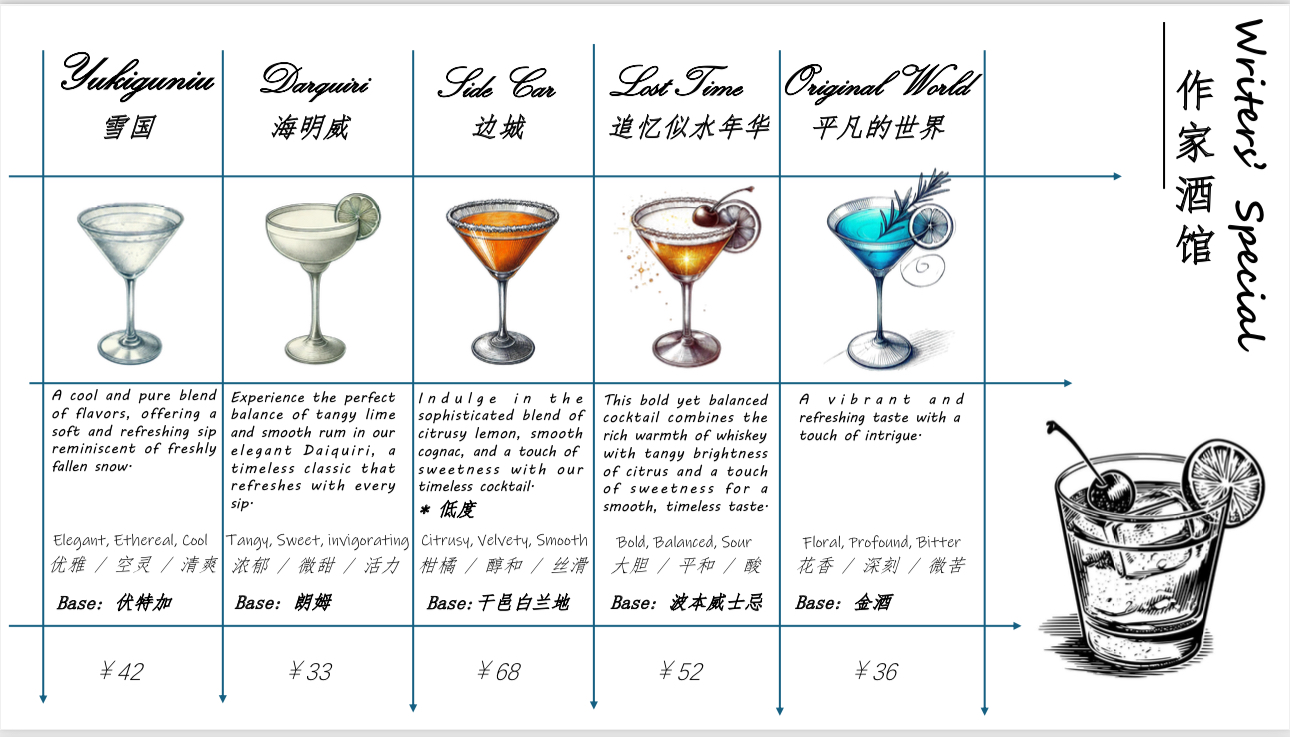 Writers' Special
作家酒馆
Yukiguniu
雪国
Darquiri
海明威
Side Car
边城
Lost Time
追忆似水年华
Original World
平凡的世界
A cool and pure blend
of flavors, offering a
soft and refreshing sip
reminiscent of freshly
fallen snow.
Elegant, Ethereal, Cool
优雅 / 空灵 / 清爽
Base: 伏特加
￥42
Experience the perfect
balance of tangy lime
and smooth rum in our
elegant Daiquiri, a
timeless classic that
refreshes with every
sip.
Tangy, Sweet, invigorating
浓郁 / 微甜 / 活力
Base: 朗姆
￥33
Indulge in the
sophisticated blend of
citrusy lemon, smooth
cognac, and a touch of
sweetness with our
timeless cocktail.
* 低度
Citrusy, Velvety, Smooth
柑橘 / 醇和 / 丝滑
Base: 干邑白兰地
￥68
This bold yet balanced
cocktail combines the
rich warmth of whiskey
with tangy brightness
of citrus and a touch
of sweetness for a
smooth, timeless taste.
Bold, Balanced, Sour
大胆 / 平和 / 酸
Base: 波本威士忌
￥52
A vibrant and
refreshing taste with a
touch of intrigue.
Floral, Profound, Bitter
花香 / 深刻 / 微苦
Base: 金酒
￥36